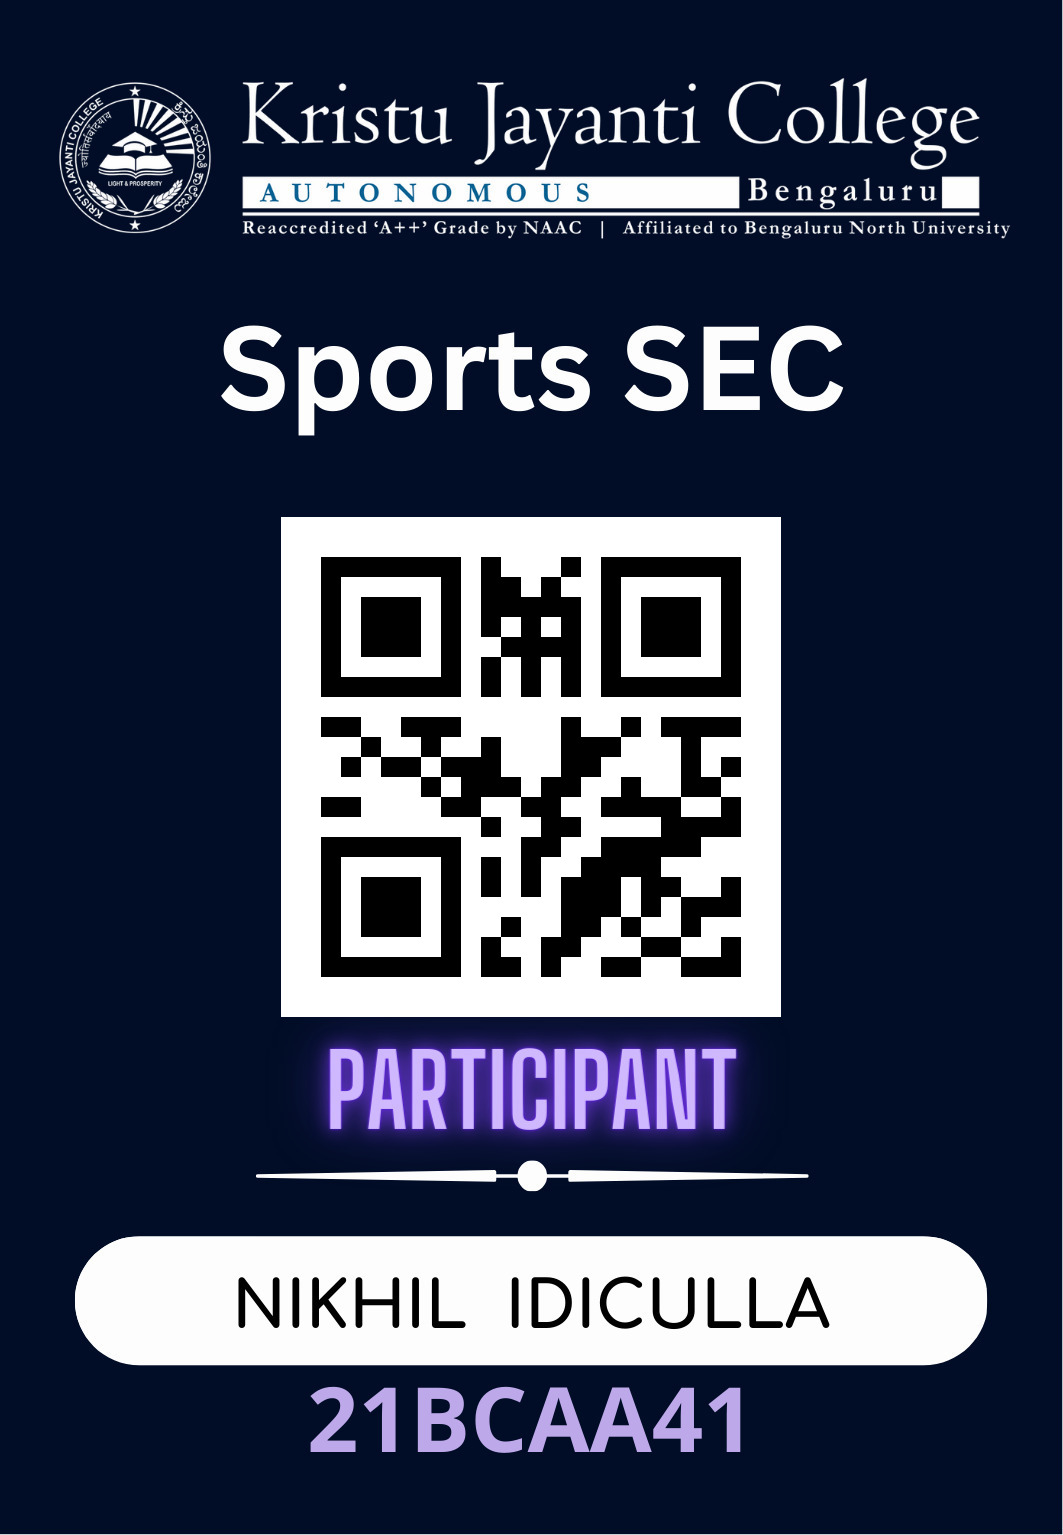 Kristu Jayanti College
AUTONOMOUS Bengaluru
Reaccredited ‘A++’ Grade by NAAC | Affiliated to Bengaluru North University
KRISTU JAYANTI COLLEGE
LIGHT & PROSPERITY
Sports SEC
PARTICIPANT
NIKHIL IDICULLA
21BCAA41